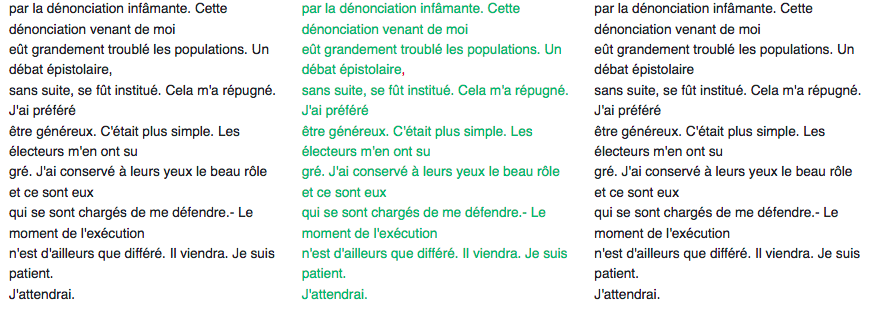 par la dénonciation infâmante. Cette
dénonciation venant de moi
eût grandement troublé les populations. Un
débat épistolaire,
sans suite, se fût institué. Cela m'a répugné.
J'ai préféré
être généreux. C'était plus simple. Les
électeurs m'en ont su
gré. J'ai conservé à leurs yeux le beau rôle
et ce sont eux
qui se sont chargés de me défendre.- Le
moment de l'exécution
n'est d'ailleurs que différé. Il viendra. Je suis
patient.
J'attendrai.
par la dénonciation infâmante. Cette
dénonciation venant de moi
eût grandement troublé les populations. Un
débat épistolaire,
sans suite, se fût institué. Cela m'a répugné.
J'ai préféré
être généreux. C'était plus simple. Les
électeurs m'en ont su
gré. J'ai conservé à leurs yeux le beau rôle
et ce sont eux
qui se sont chargés de me défendre.- Le
moment de l'exécution
n'est d'ailleurs que différé. Il viendra. Je suis
patient.
J'attendrai.
par la dénonciation infâmante. Cette
dénonciation venant de moi
eût grandement troublé les populations. Un
débat épistolaire
sans suite, se fût institué. Cela m'a répugné.
J'ai préféré
être généreux. C'était plus simple. Les
électeurs m'en ont su
gré. J'ai conservé à leurs yeux le beau rôle
et ce sont eux
qui se sont chargés de me défendre.- Le
moment de l'exécution
n'est d'ailleurs que différé. Il viendra. Je suis
patient.
J'attendrai.